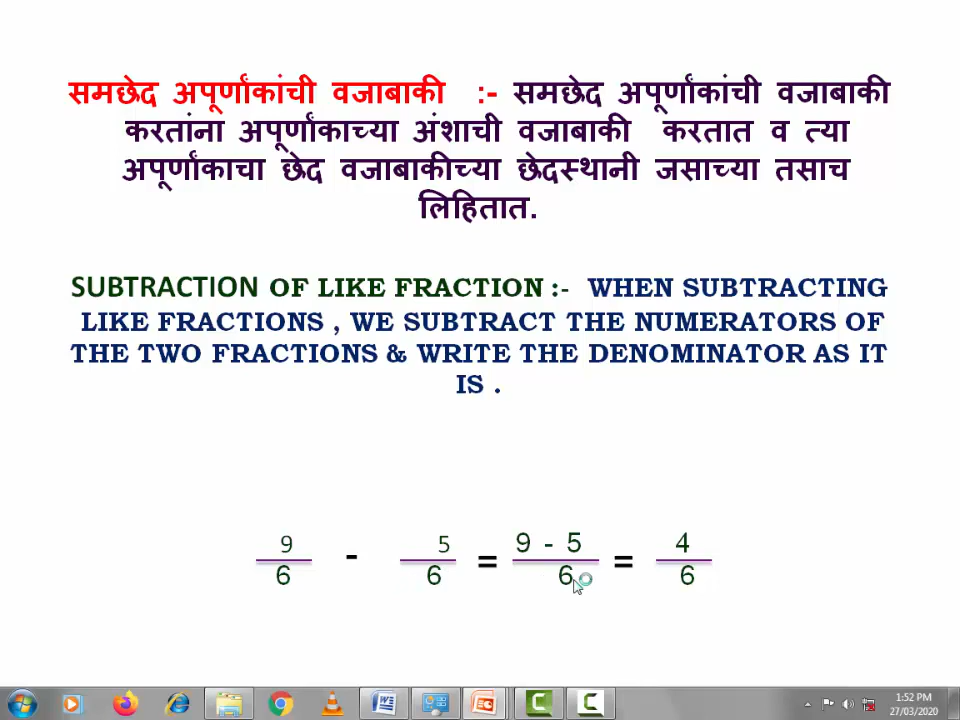 समछेद अपूर्णांकांची वजाबाकी :- समछेद अपूर्णांकांची वजाबाकी
करतांना अपूर्णांकाच्या अंशाची वजाबाकी करतात व त्या
अपूर्णांकाचा छेद वजाबाकीच्या छेदस्थानी जसाच्या तसाच
लिहितात.
SUBTRACTION OF LIKE FRACTION :- WHEN SUBTRACTING
LIKE FRACTIONS , WE SUBTRACT THE NUMERATORS OF
THE TWO FRACTIONS & WRITE THE DENOMINATOR AS IT
IS .
9 - 5 = 9 - 5 = 4
6 6 6 6
1:52 PM
27/03/2020